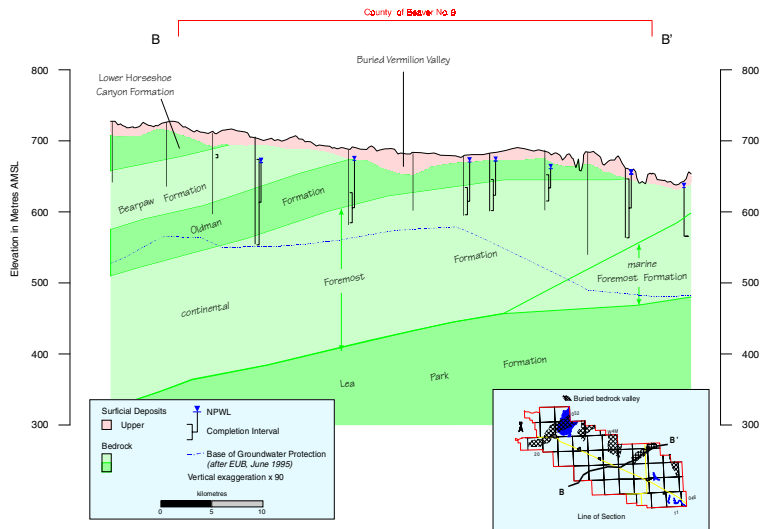 County of Beaver No. 9
B
B'
Buried Vermilion Valley
800
800
Lower Horseshoe
Canyon Formation
700
700
Elevation in Metres AMSL
Bearpaw Formation
Oldman Formation
600
600
Foremost Formation
marine
Foremost Formation
500
500
continental
400
400
Lea Park Formation
300
300
Surficial Deposits
Upper
Bedrock
NPWL
Completion Interval
Base of Groundwater Protection
(after EUB, June 1995)
Vertical exaggeration x 90
kilometres
0
5
10
Buried bedrock valley
A
B'
B
Line of Section